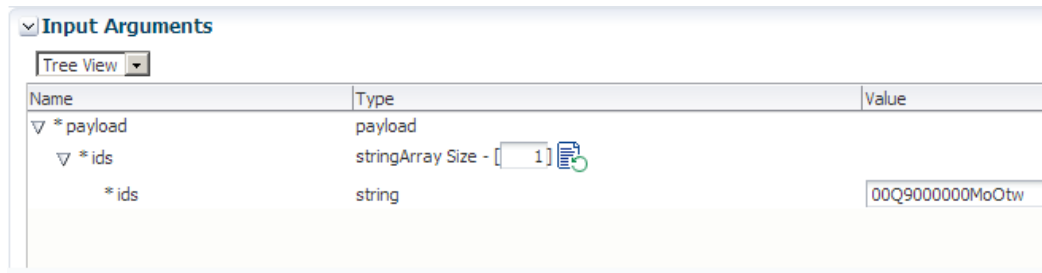 Input Arguments
Tree View
Name Type Value
* payload payload
* ids stringArray Size - [ 1 ]
* ids string 00Q9000000MoOtw